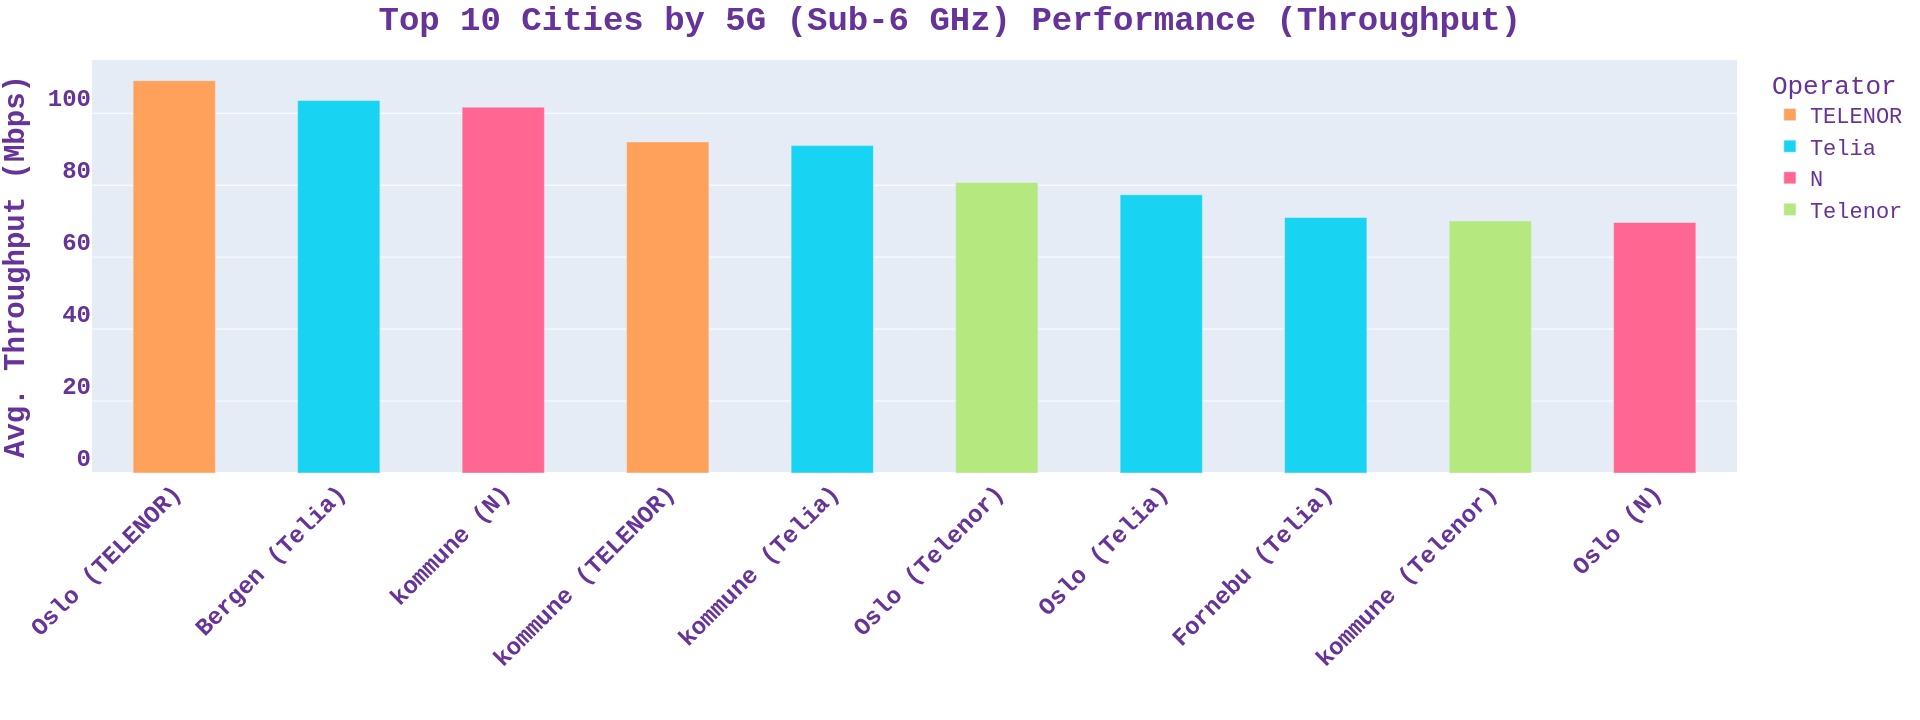 Top 10 Cities by 5G (Sub-6 GHz) Performance (Throughput)
Avg. Throughput (Mbps)
100
80
60
40
20
0
Oslo (TELENOR)
Bergen (Telia)
kommune (N)
kommune (TELENOR)
kommune (Telia)
Oslo (Telenor)
Oslo (Telia)
Fornebu (Telia)
kommune (Telenor)
Oslo (N)
Operator
TELENOR
Telia
N
Telenor